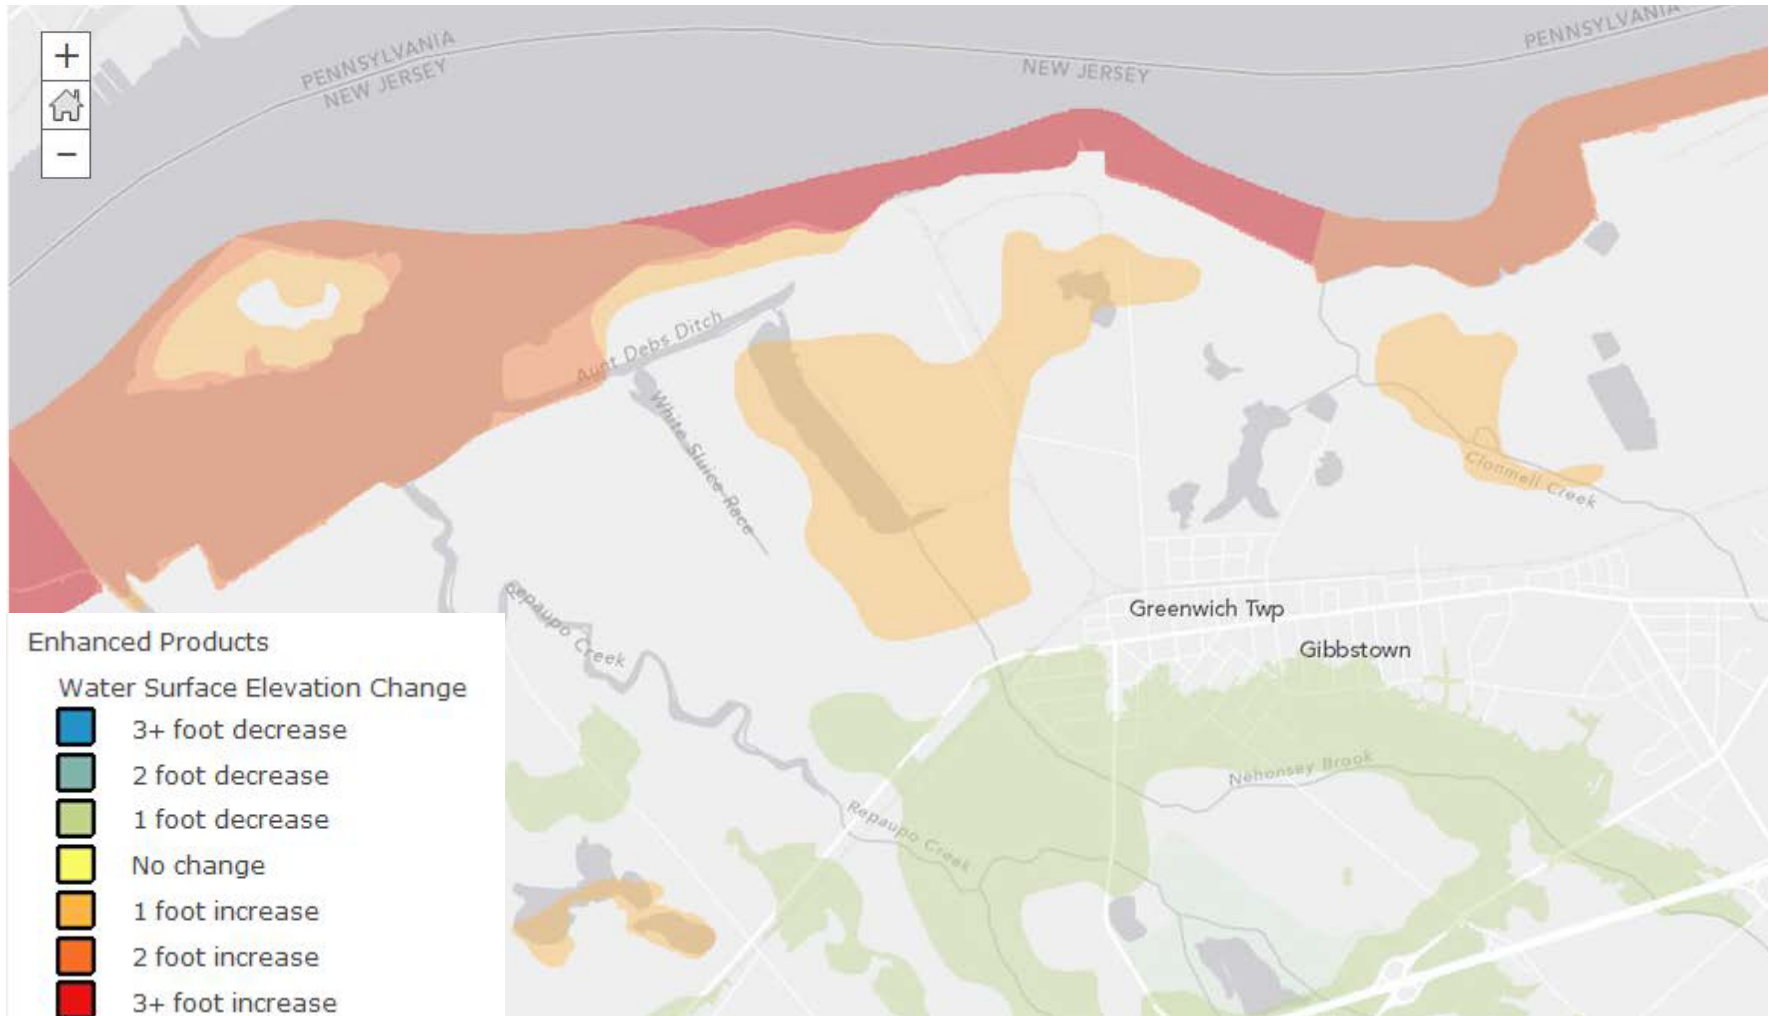 +
−
PENNSYLVANIA
NEW JERSEY
NEW JERSEY
PENNSYLVANIA
Aunt Debs Ditch
White Sluice Race
Clonmell Creek
Repaupo Creek
Greenwich Twp
Gibbstown
Nehonsey Brook
Repaupo Creek
Enhanced Products
Water Surface Elevation Change
3+ foot decrease
2 foot decrease
1 foot decrease
No change
1 foot increase
2 foot increase
3+ foot increase